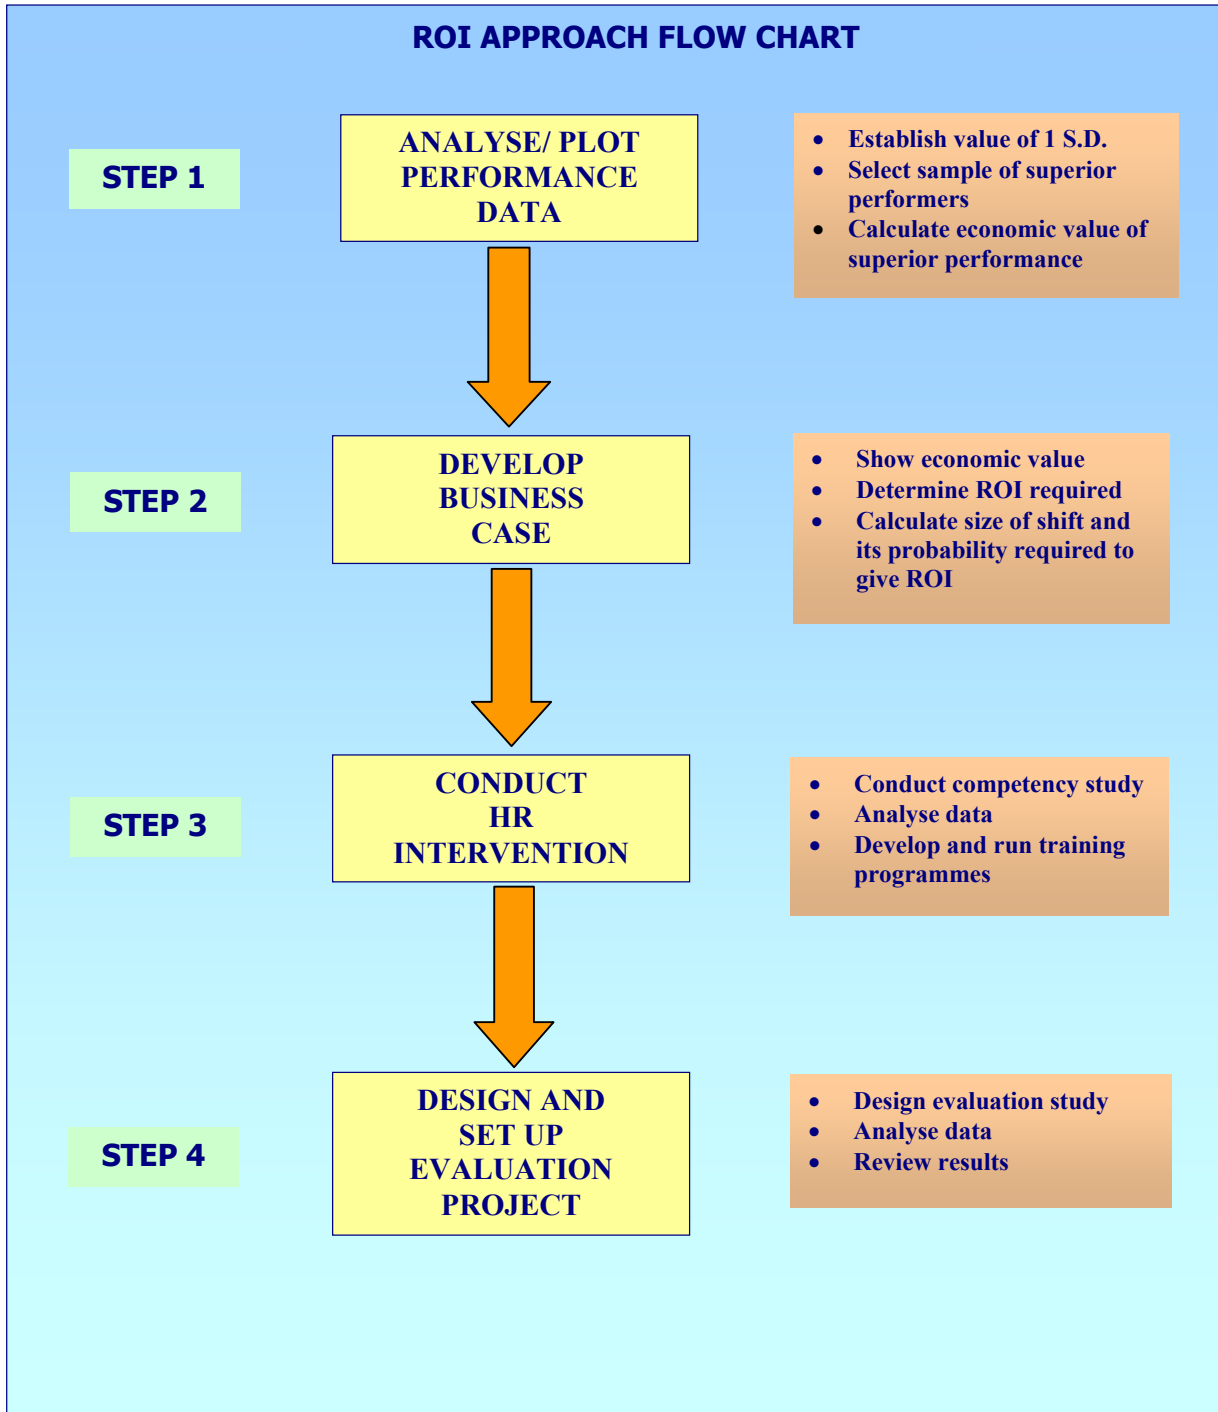 ROI APPROACH FLOW CHART
STEP 1
ANALYSE/ PLOT
PERFORMANCE
DATA
• Establish value of 1 S.D.
• Select sample of superior
performers
• Calculate economic value of
superior performance
STEP 2
DEVELOP
BUSINESS
CASE
• Show economic value
• Determine ROI required
• Calculate size of shift and
its probability required to
give ROI
STEP 3
CONDUCT
HR
INTERVENTION
• Conduct competency study
• Analyse data
• Develop and run training
programmes
STEP 4
DESIGN AND
SET UP
EVALUATION
PROJECT
• Design evaluation study
• Analyse data
• Review results